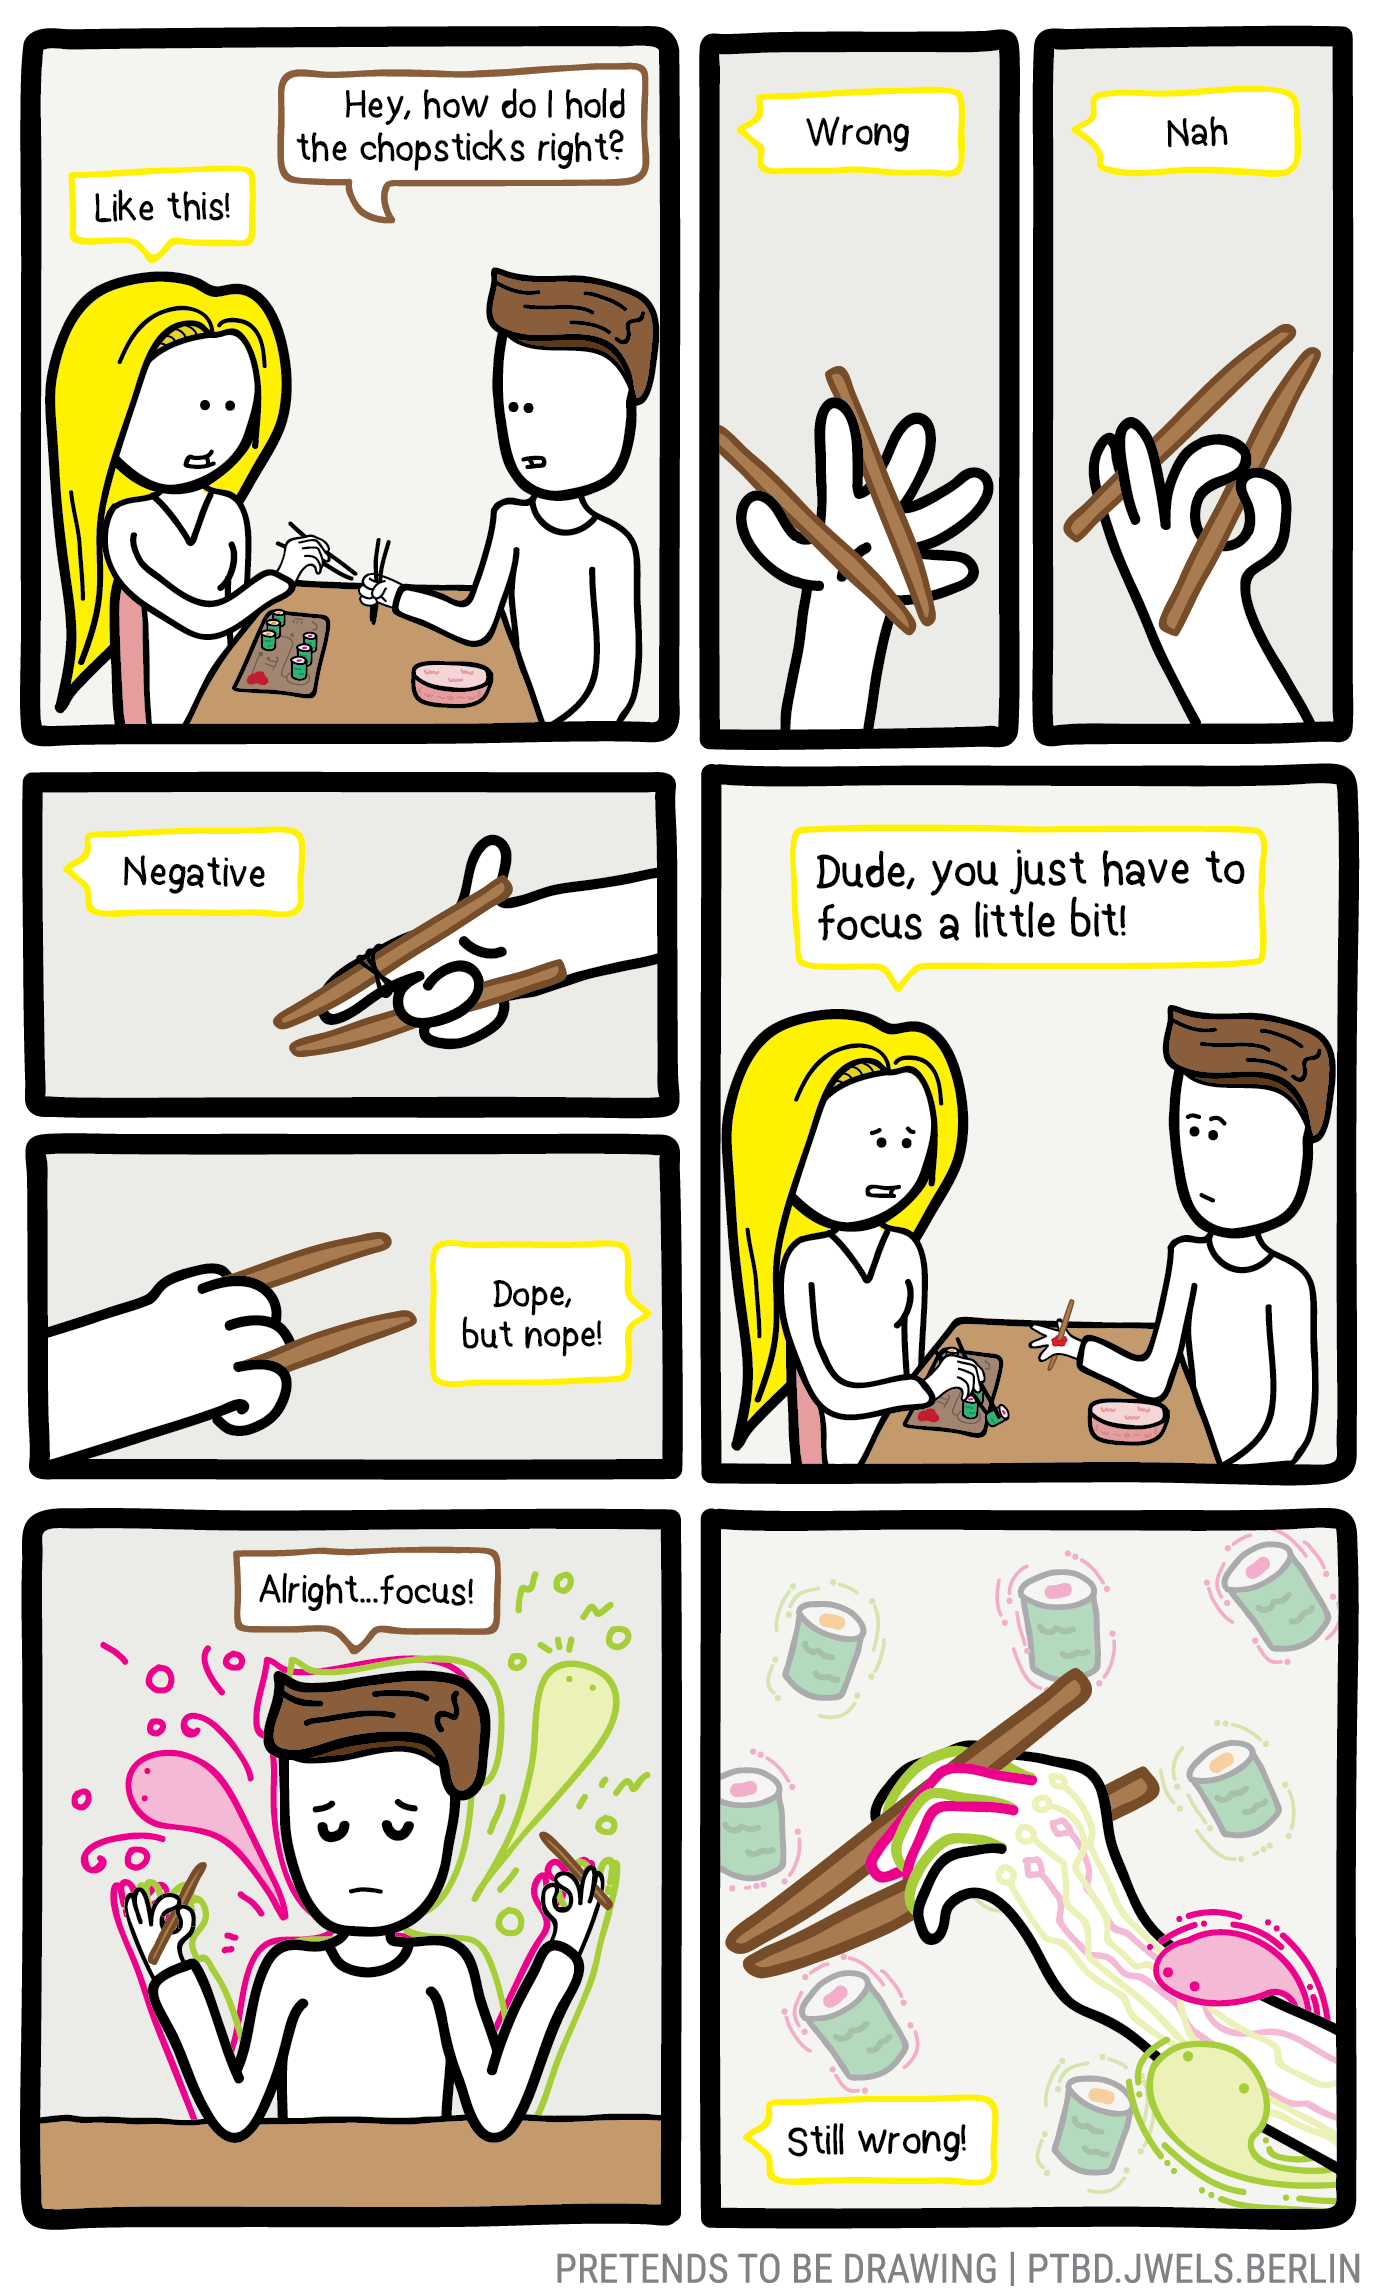 Hey, how do I hold
the chopsticks right?
Like this!
Wrong
Nah
Negative
Dope,
but nope!
Dude, you just have to
focus a little bit!
Alright...focus!
Still wrong!
PRETENDS TO BE DRAWING | PTBD.JWELS.BERLIN